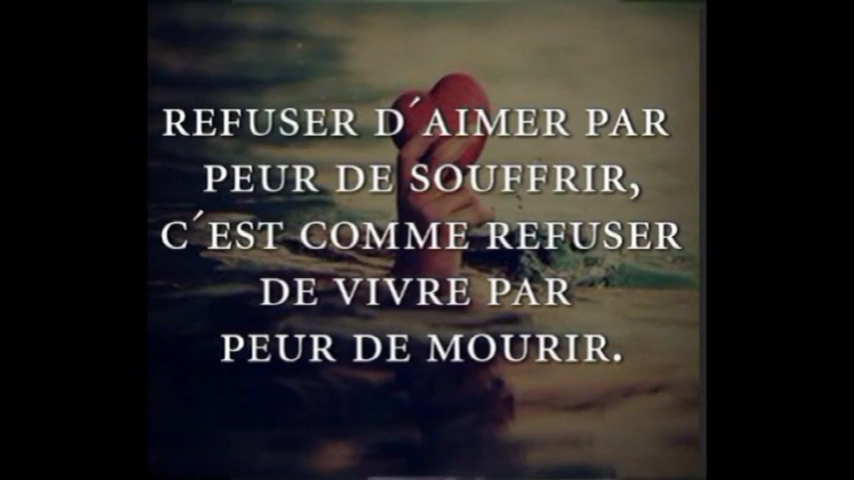 REFUSER D´AIMER PAR
PEUR DE SOUFFRIR,
C´EST COMME REFUSER
DE VIVRE PAR
PEUR DE MOURIR.